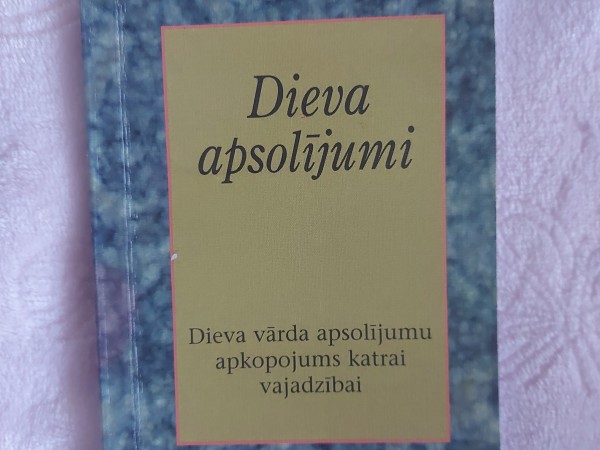 Dieva
apsolījumi
Dieva vārda apsolījumu
apkopojums katrai
vajadzībai